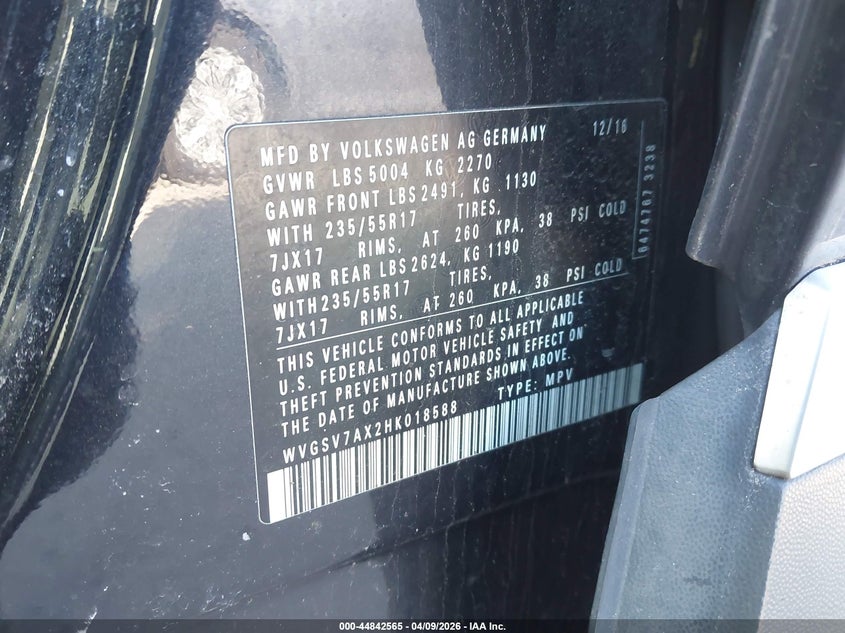 MFD BY VOLKSWAGEN AG GERMANY 12/16
GVWR LBS 5004 KG 2270
GAWR FRONT LBS 2491, KG 1130
WITH 235/55R17 TIRES,
7JX17 RIMS, AT 260 KPA, 38 PSI COLD
GAWR REAR LBS 2624, KG 1190
WITH 235/55R17 TIRES,
7JX17 RIMS, AT 260 KPA, 38 PSI COLD
THIS VEHICLE CONFORMS TO ALL APPLICABLE
U.S. FEDERAL MOTOR VEHICLE SAFETY AND
THEFT PREVENTION STANDARDS IN EFFECT ON
THE DATE OF MANUFACTURE SHOWN ABOVE.
WVGSV7AX2HK018588 TYPE: MPV
6474767 3238
000-44842565 - 04/09/2026 - IAA Inc.